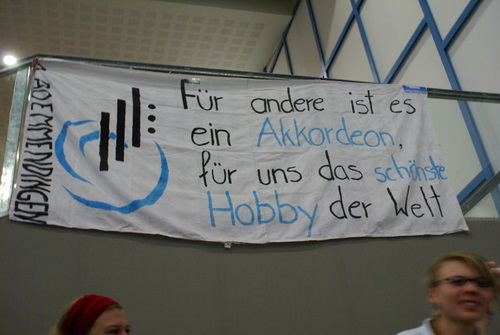 Für andere ist es
ein Akkordeon,
für uns das schönste
Hobby der Welt